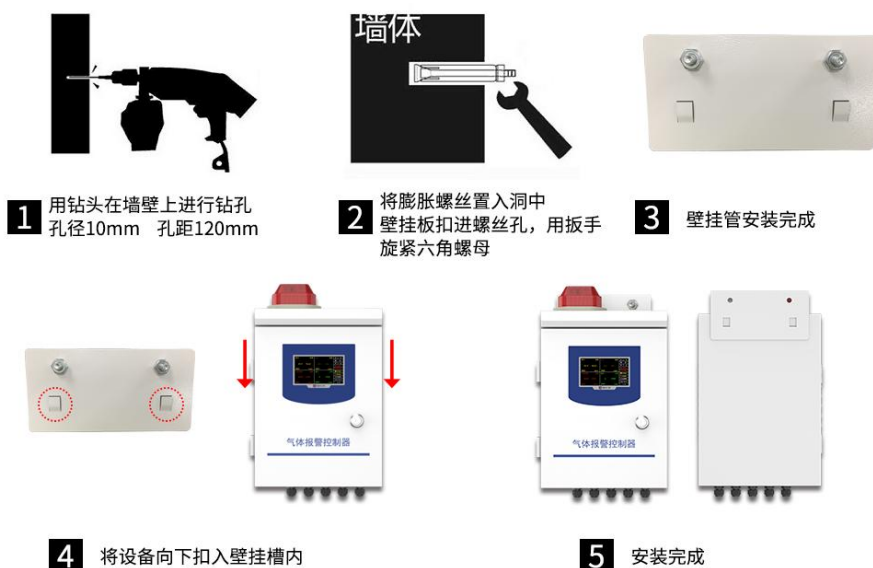 墙体
1
用钻头在墙壁上进行钻孔
孔径10mm 孔距120mm
2
将膨胀螺丝置入洞中
壁挂板扣进螺丝孔，用扳手
旋紧六角螺母
3
壁挂管安装完成
气体报警控制器
气体报警控制器
4
将设备向下扣入壁挂槽内
5
安装完成